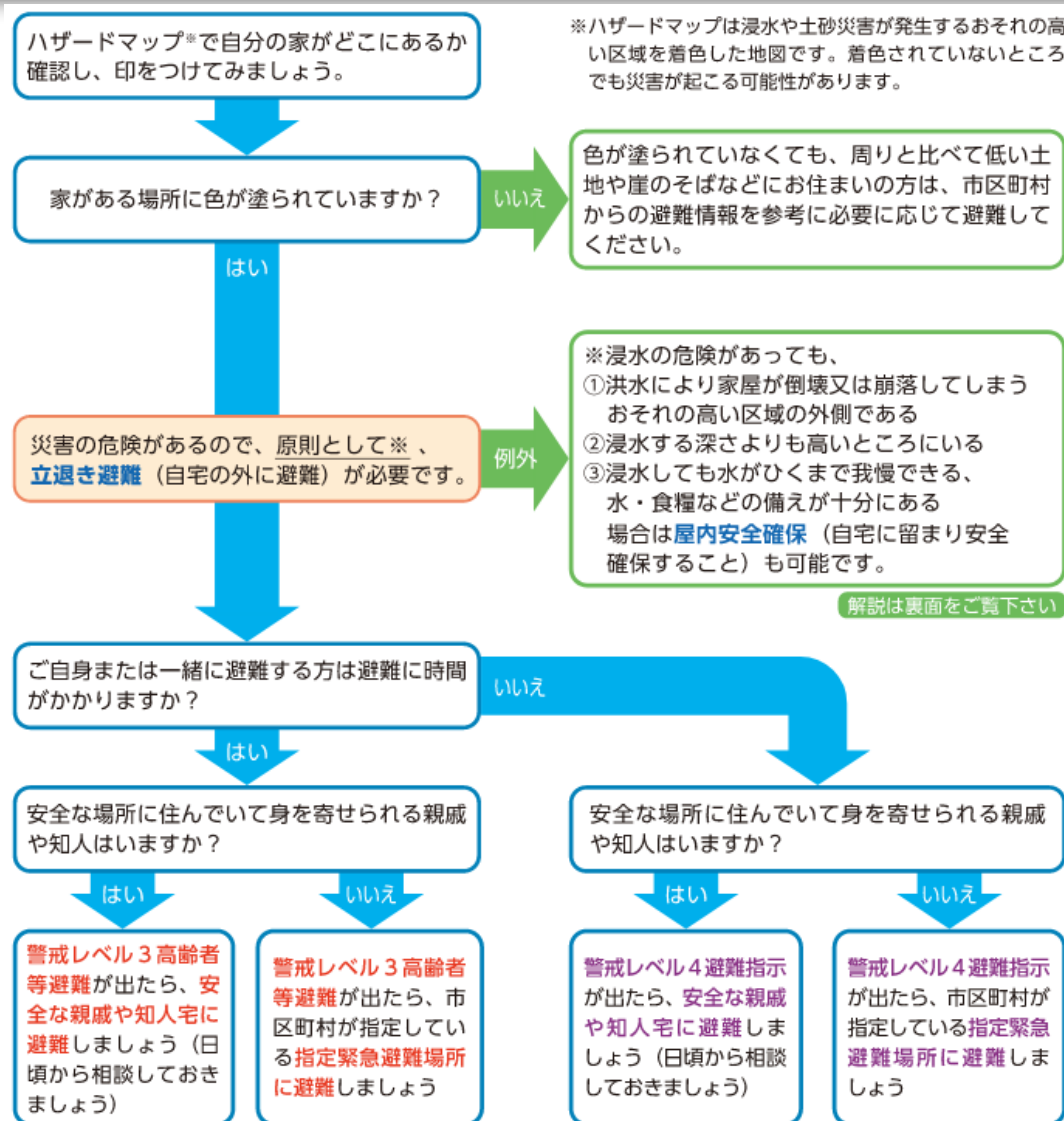 ハザードマップ※で自分の家がどこにあるか
確認し、印をつけてみましょう。
※ハザードマップは浸水や土砂災害が発生するおそれの高
い区域を着色した地図です。着色されていないところ
でも災害が起こる可能性があります。
家がある場所に色が塗られていますか？
いいえ
色が塗られていなくても、周りと比べて低い土
地や崖のそばなどにお住まいの方は、市区町村
からの避難情報を参考に必要に応じて避難して
ください。
はい
災害の危険があるので、原則として※、
立退き避難（自宅の外に避難）が必要です。
例外
※浸水の危険があっても、
①洪水により家屋が倒壊又は崩落してしまう
おそれの高い区域の外側である
②浸水する深さよりも高いところにいる
③浸水しても水がひくまで我慢できる、
水・食糧などの備えが十分にある
場合は屋内安全確保（自宅に留まり安全
確保すること）も可能です。
解説は裏面をご覧下さい
ご自身または一緒に避難する方は避難に時間
がかかりますか？
いいえ
はい
安全な場所に住んでいて身を寄せられる親戚
や知人はいますか？
はい
いいえ
警戒レベル３高齢者
等避難が出たら、安
全な親戚や知人宅に
避難しましょう（日
頃から相談しておき
ましょう）
警戒レベル３高齢者
等避難が出たら、市
区町村が指定してい
る指定緊急避難場所
に避難しましょう
安全な場所に住んでいて身を寄せられる親戚
や知人はいますか？
はい
いいえ
警戒レベル４避難指示
が出たら、安全な親戚
や知人宅に避難しま
しょう（日頃から相談
しておきましょう）
警戒レベル４避難指示
が出たら、市区町村が
指定している指定緊急
避難場所に避難しま
しょう